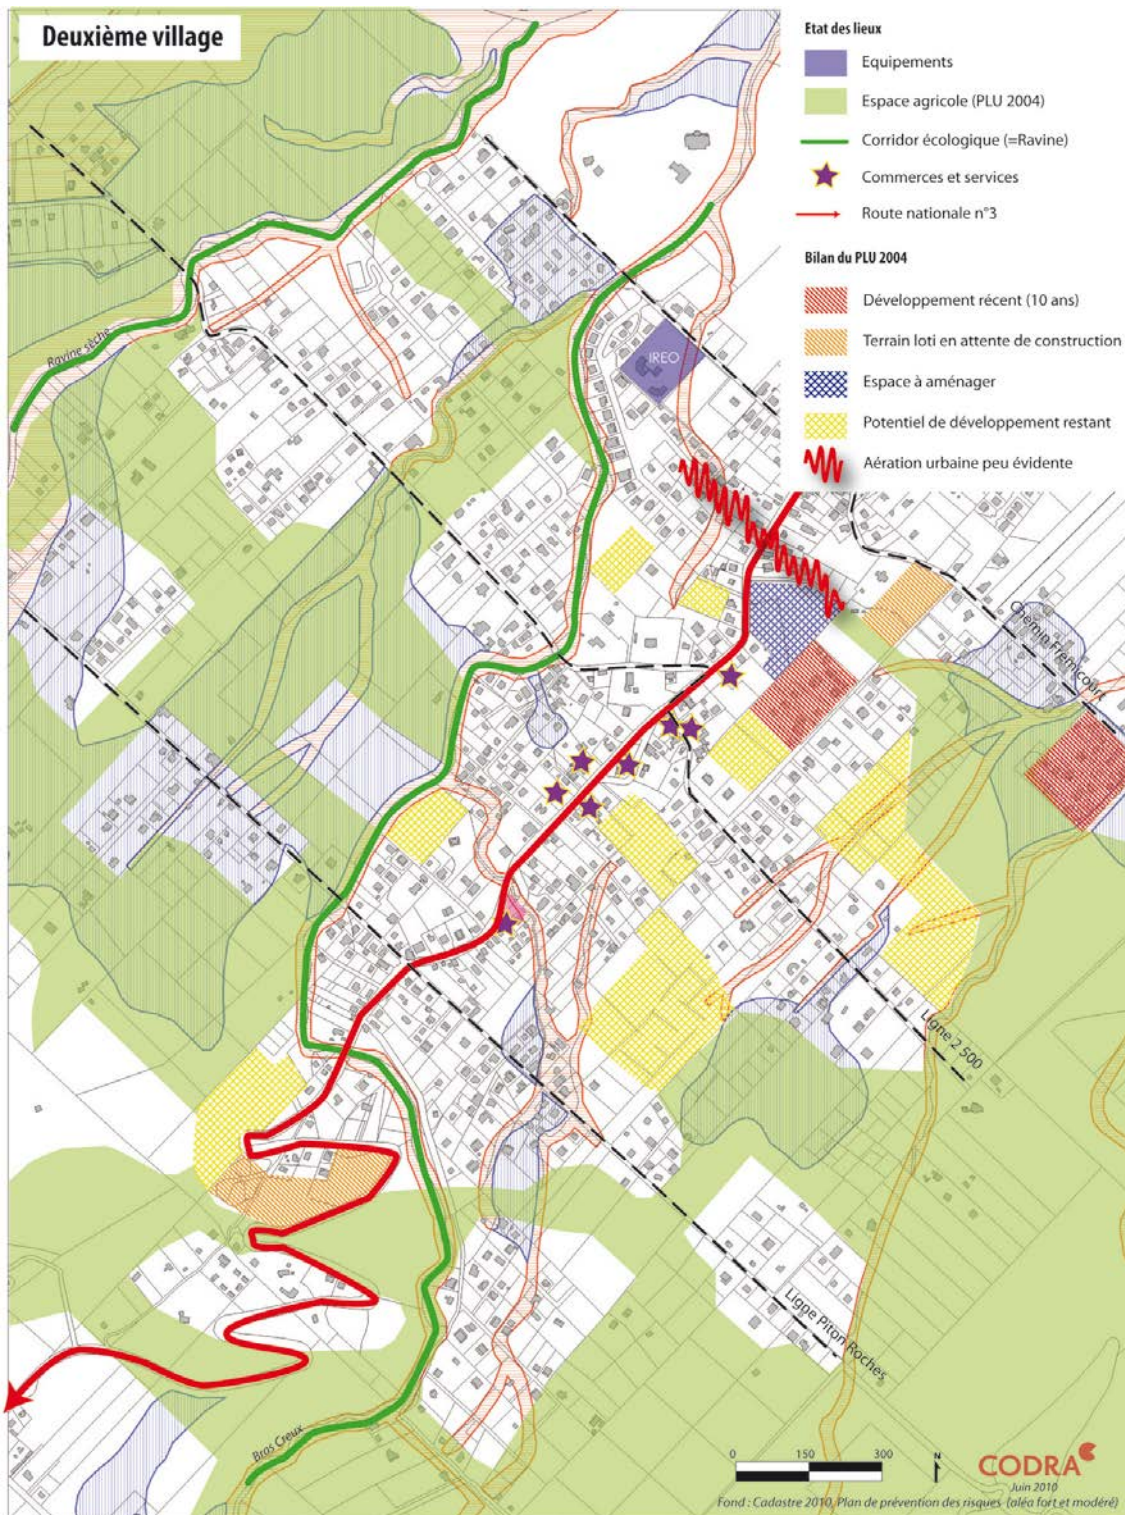 Deuxième village
Etat des lieux
Equipements
Espace agricole (PLU 2004)
Corridor écologique (=Ravine)
Commerces et services
Route nationale n°3
Bilan du PLU 2004
Développement récent (10 ans)
Terrain loti en attente de construction
Espace à aménager
Potentiel de développement restant
Aération urbaine peu évidente
Ravine sèche
IREO
Chemin Frémicourt
Ligne 2 500
Ligne Piton Roches
Bras Creux
0 150 300
N
CODRA
Juin 2010
Fond : Cadastre 2010, Plan de prévention des risques (aléa fort et modéré)